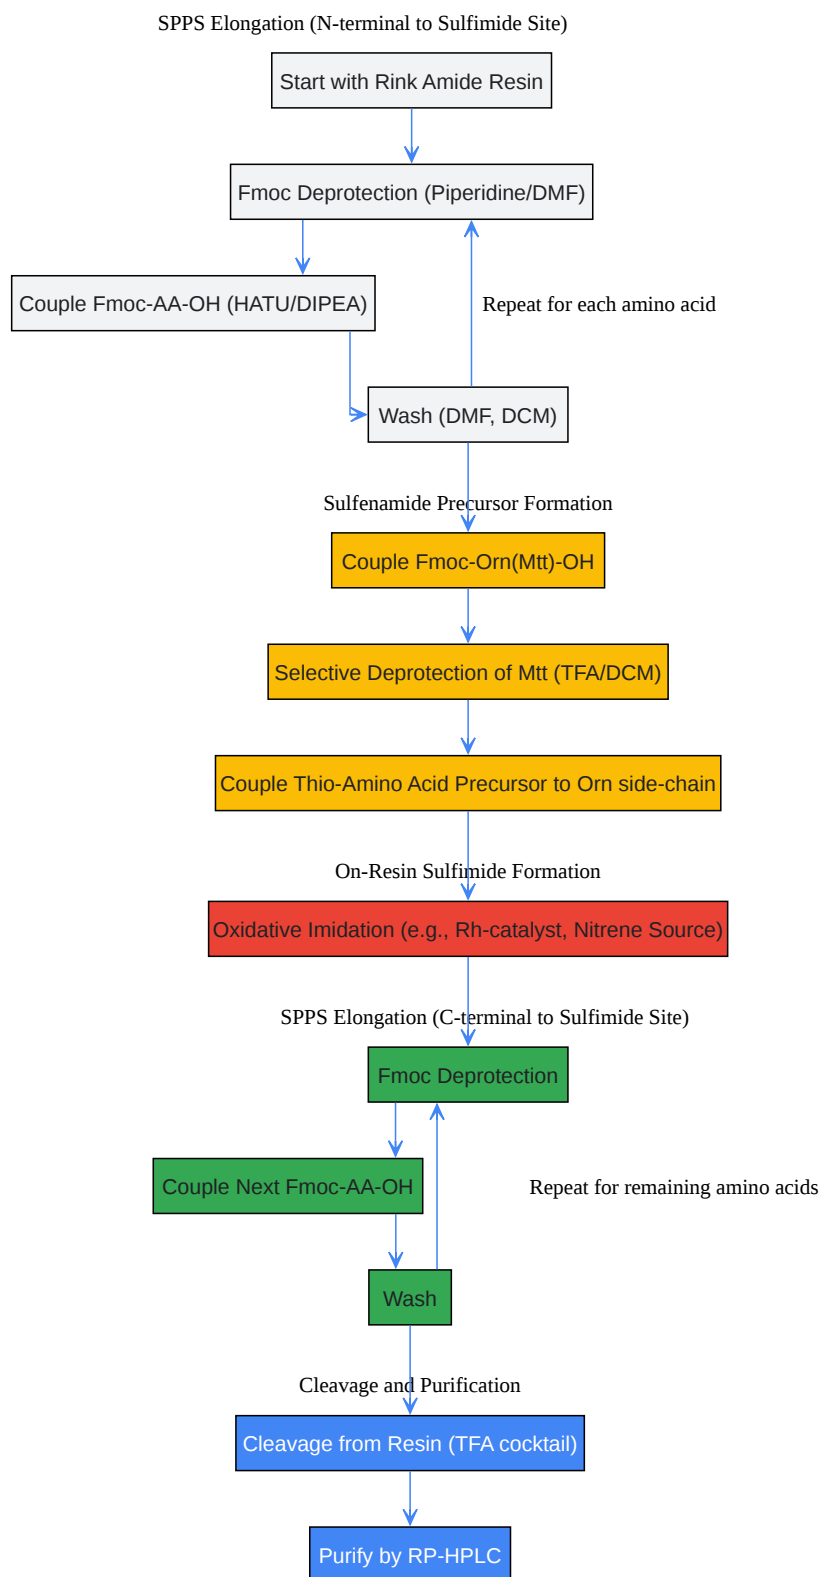 SPPS Elongation (N-terminal to Sulfimide Site)
Start with Rink Amide Resin
Fmoc Deprotection (Piperidine/DMF)
Couple Fmoc-AA-OH (HATU/DIPEA)
Repeat for each amino acid
Wash (DMF, DCM)
Sulfenamide Precursor Formation
Couple Fmoc-Orn(Mtt)-OH
Selective Deprotection of Mtt (TFA/DCM)
Couple Thio-Amino Acid Precursor to Orn side-chain
On-Resin Sulfimide Formation
Oxidative Imidation (e.g., Rh-catalyst, Nitrene Source)
SPPS Elongation (C-terminal to Sulfimide Site)
Fmoc Deprotection
Couple Next Fmoc-AA-OH
Repeat for remaining amino acids
Wash
Cleavage and Purification
Cleavage from Resin (TFA cocktail)
Purify by RP-HPLC